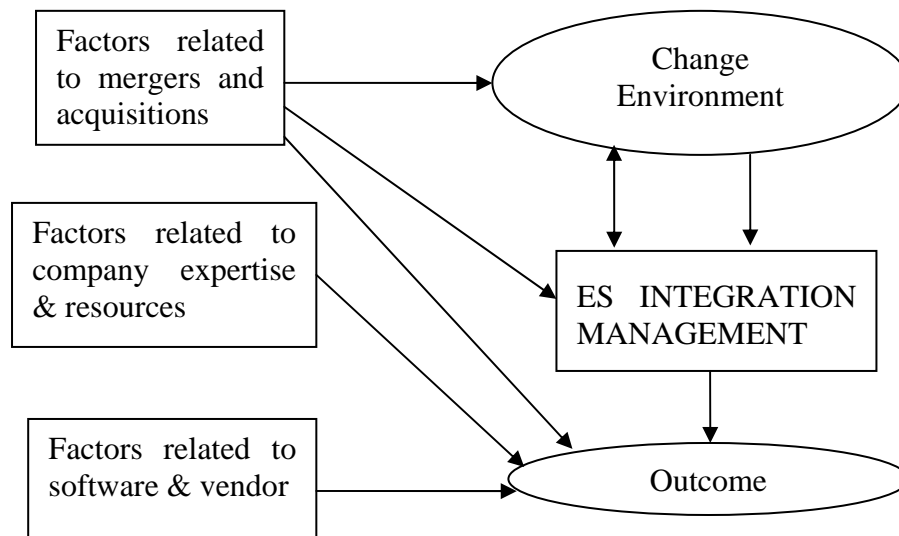 Factors related
to mergers and
acquisitions
Change
Environment
Factors related to
company expertise
& resources
ES INTEGRATION
MANAGEMENT
Factors related to
software & vendor
Outcome